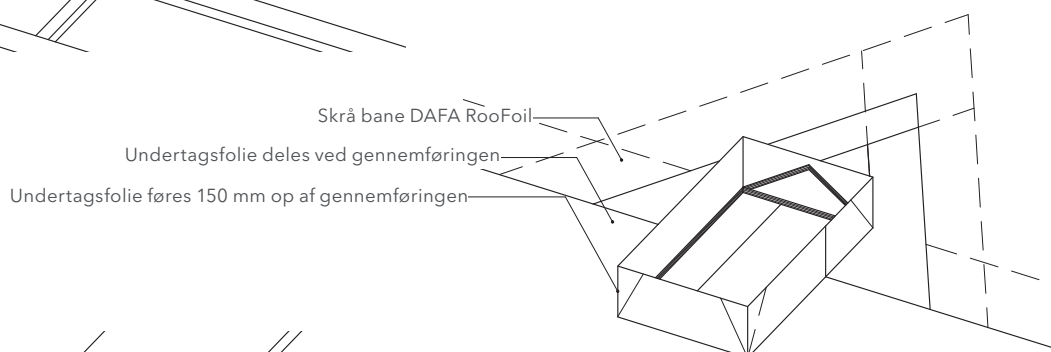 Skrå bane DAFA RooFoil
Undertagsfolie deles ved gennemføringen
Undertagsfolie føres 150 mm op af gennemføringen